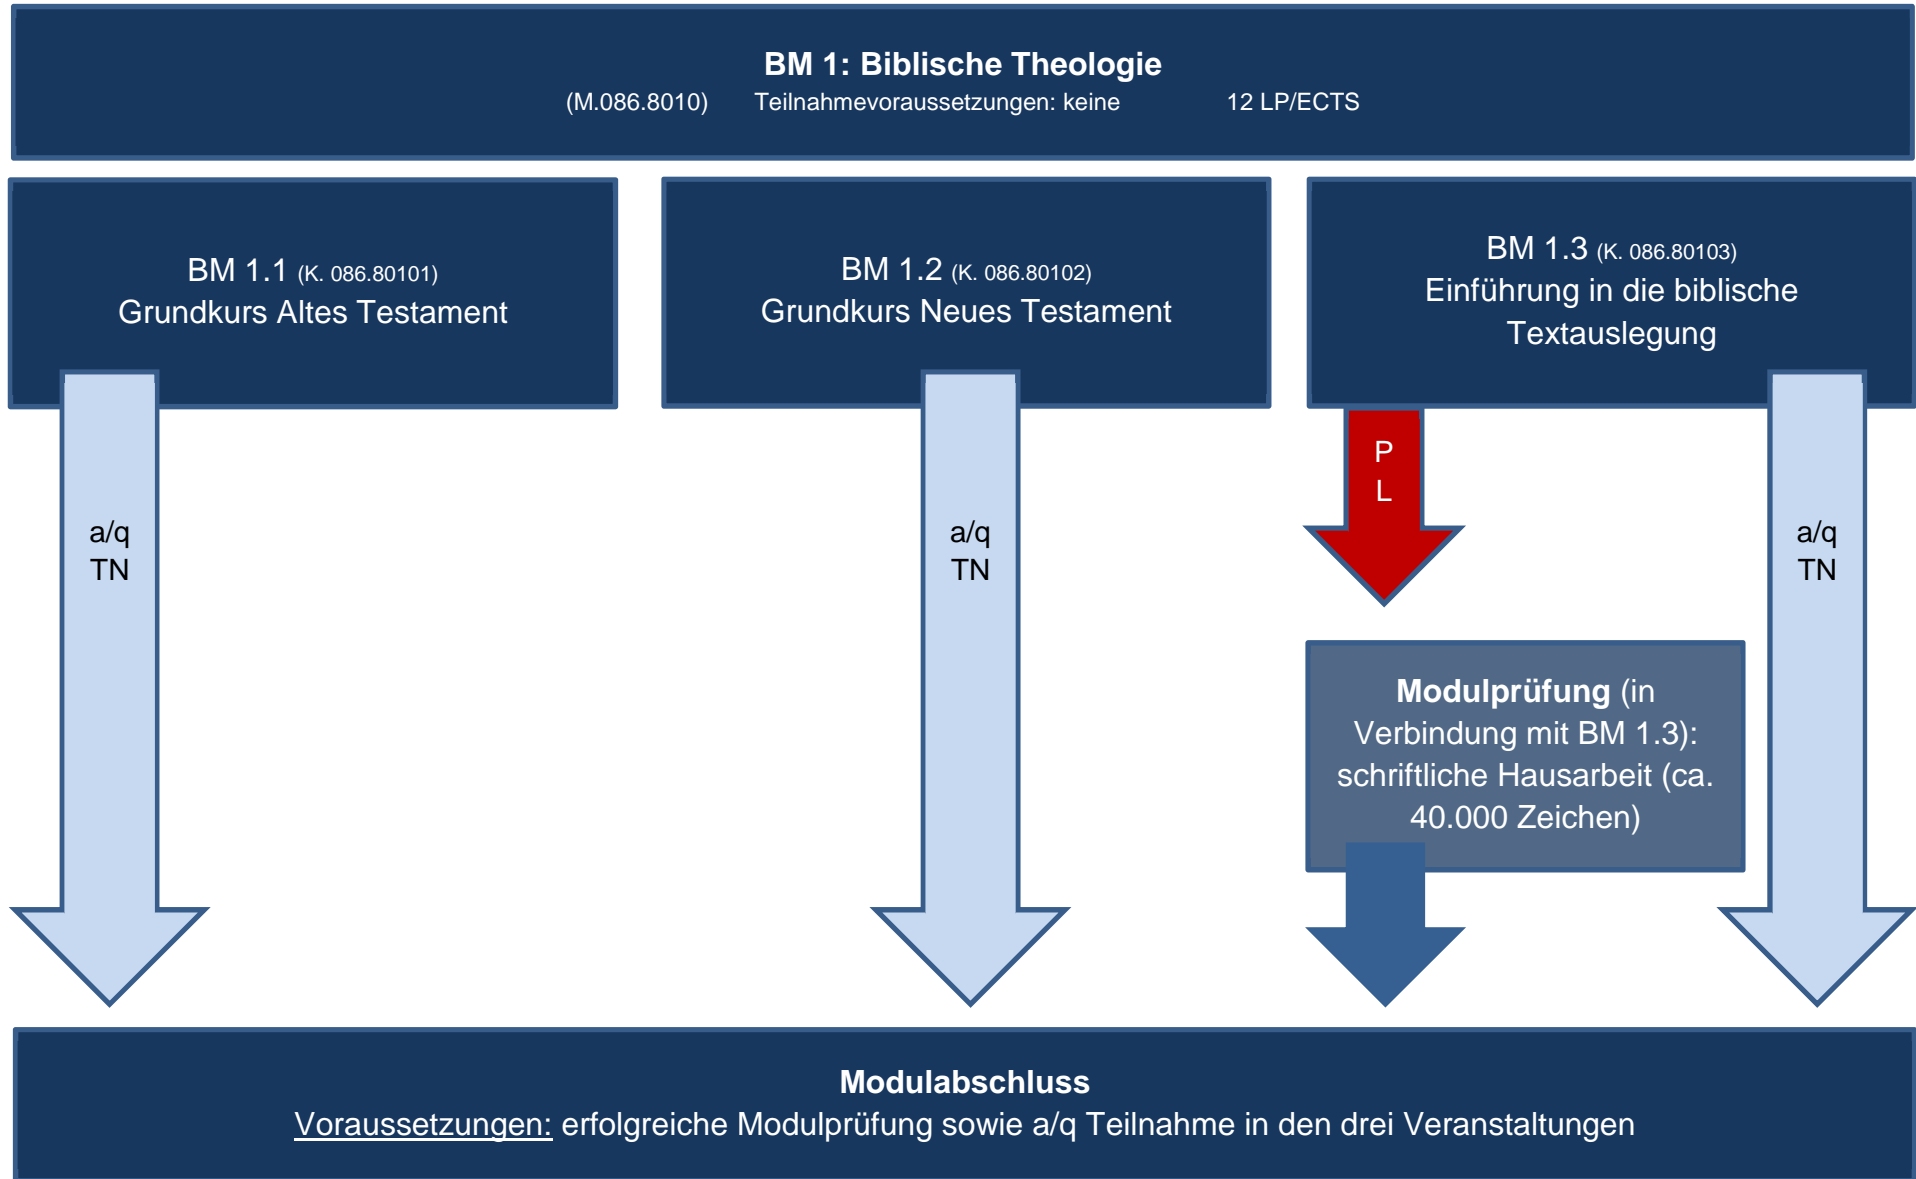 BM 1: Biblische Theologie
(M.086.8010) Teilnahmevoraussetzungen: keine 12 LP/ECTS
BM 1.1 (K. 086.80101)
Grundkurs Altes Testament
BM 1.2 (K. 086.80102)
Grundkurs Neues Testament
BM 1.3 (K. 086.80103)
Einführung in die biblische
Textauslegung
a/q
TN
a/q
TN
P
L
a/q
TN
Modulprüfung (in
Verbindung mit BM 1.3):
schriftliche Hausarbeit (ca.
40.000 Zeichen)
Modulabschluss
Voraussetzungen: erfolgreiche Modulprüfung sowie a/q Teilnahme in den drei Veranstaltungen